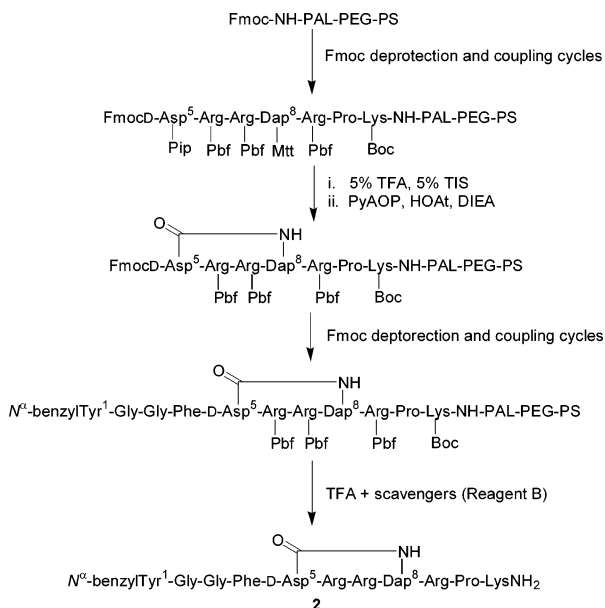 Fmoc-NH-PAL-PEG-PS
Fmoc deprotection and coupling cycles
FmocD-Asp⁵-Arg-Arg-Dap⁸-Arg-Pro-Lys-NH-PAL-PEG-PS
Pip Pbf Pbf Mtt Pbf Boc
i. 5% TFA, 5% TIS
ii. PyAOP, HOAt, DIEA
O NH
FmocD-Asp⁵-Arg-Arg-Dap⁸-Arg-Pro-Lys-NH-PAL-PEG-PS
Pbf Pbf Pbf Boc
Fmoc deptorection and coupling cycles
O NH
Nα-benzylTyr¹-Gly-Gly-Phe-D-Asp⁵-Arg-Arg-Dap⁸-Arg-Pro-Lys-NH-PAL-PEG-PS
Pbf Pbf Pbf Boc
TFA + scavengers (Reagent B)
O NH
Nα-benzylTyr¹-Gly-Gly-Phe-D-Asp⁵-Arg-Arg-Dap⁸-Arg-Pro-LysNH₂
2